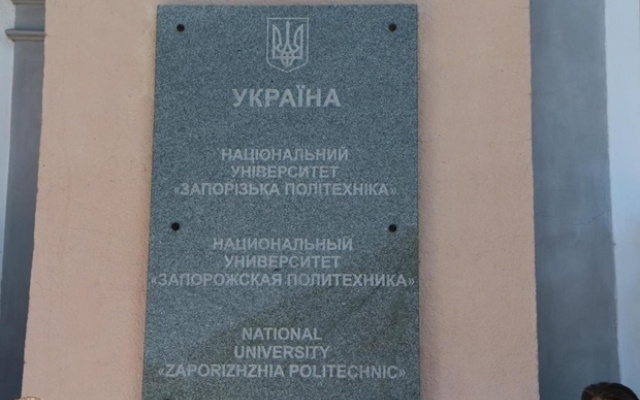 УКРАЇНА
НАЦІОНАЛЬНИЙ
УНІВЕРСИТЕТ
«ЗАПОРІЗЬКА ПОЛІТЕХНІКА»
НАЦИОНАЛЬНЫЙ
УНИВЕРСИТЕТ
«ЗАПОРОЖСКАЯ ПОЛИТЕХНИКА»
NATIONAL
UNIVERSITY
«ZAPORIZHZHIA POLITECHNIC»